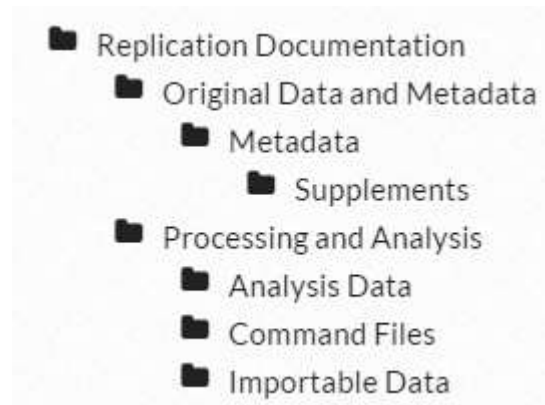 Replication Documentation
Original Data and Metadata
Metadata
Supplements
Processing and Analysis
Analysis Data
Command Files
Importable Data